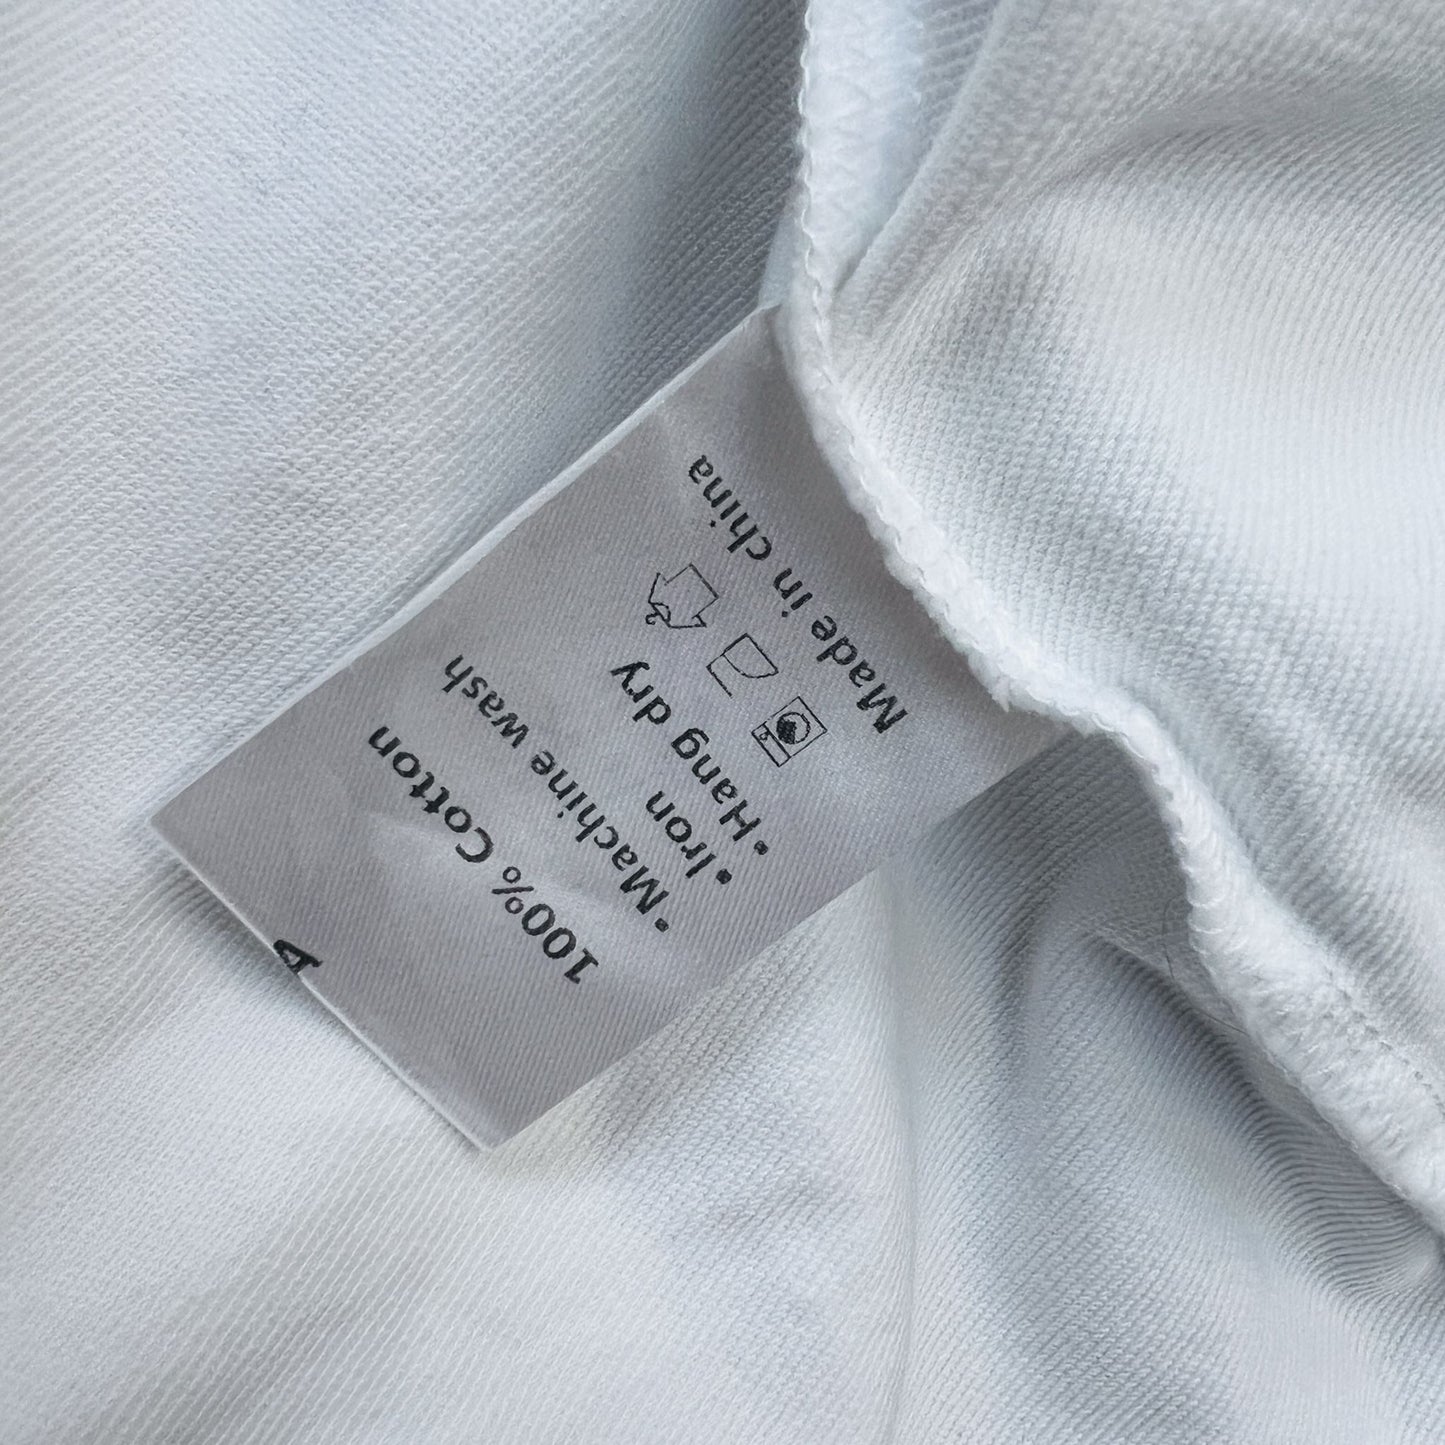 A
100% Cotton
•Machine wash
•Iron
•Hang dry
Made in china